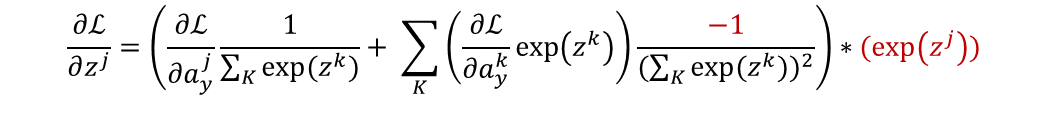 ∂ℒ/∂z^j = (∂ℒ/∂a_y^j 1/∑_K exp(z^k) + ∑_K (∂ℒ/∂a_y^k exp(z^k)) −1/(∑_K exp(z^k))^2) * (exp(z^j))